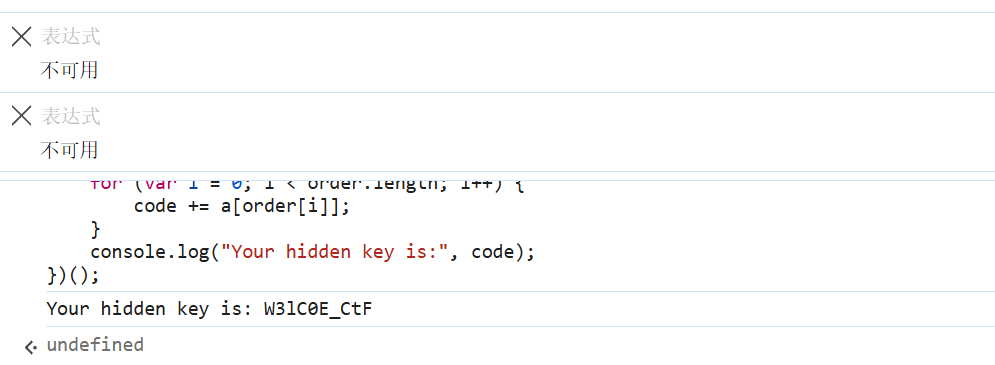 表达式
不可用
表达式
不可用
for (var i = 0; i < order.length; i++) {
code += a[order[i]];
}
console.log("Your hidden key is:", code);
})();
Your hidden key is: W3lC0E_CtF
undefined